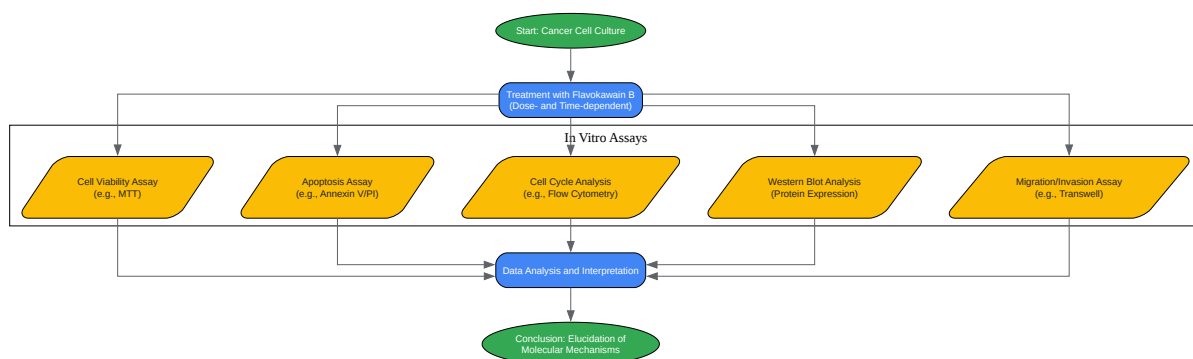 Start: Cancer Cell Culture
Treatment with Flavokawain B
(Dose- and Time-dependent)
In Vitro Assays
Cell Viability Assay
(e.g., MTT)
Apoptosis Assay
(e.g., Annexin V/PI)
Cell Cycle Analysis
(e.g., Flow Cytometry)
Western Blot Analysis
(Protein Expression)
Migration/Invasion Assay
(e.g., Transwell)
Data Analysis and Interpretation
Conclusion: Elucidation of
Molecular Mechanisms